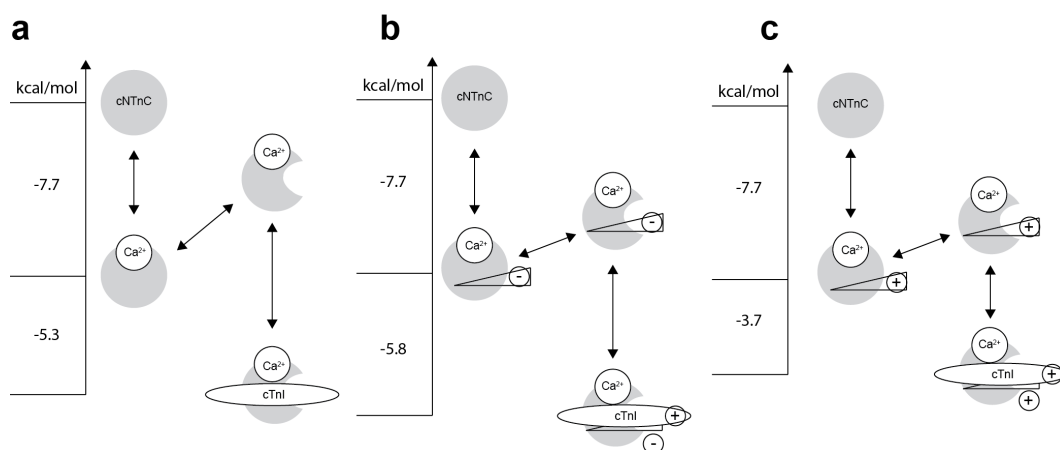 a
kcal/mol
cNTnC
Ca²⁺
-7.7
Ca²⁺
-5.3
Ca²⁺
cTnI
b
kcal/mol
cNTnC
-7.7
Ca²⁺
-
Ca²⁺
-
-5.8
Ca²⁺
cTnI
+
-
c
kcal/mol
cNTnC
-7.7
Ca²⁺
+
Ca²⁺
+
-3.7
Ca²⁺
cTnI
+
+